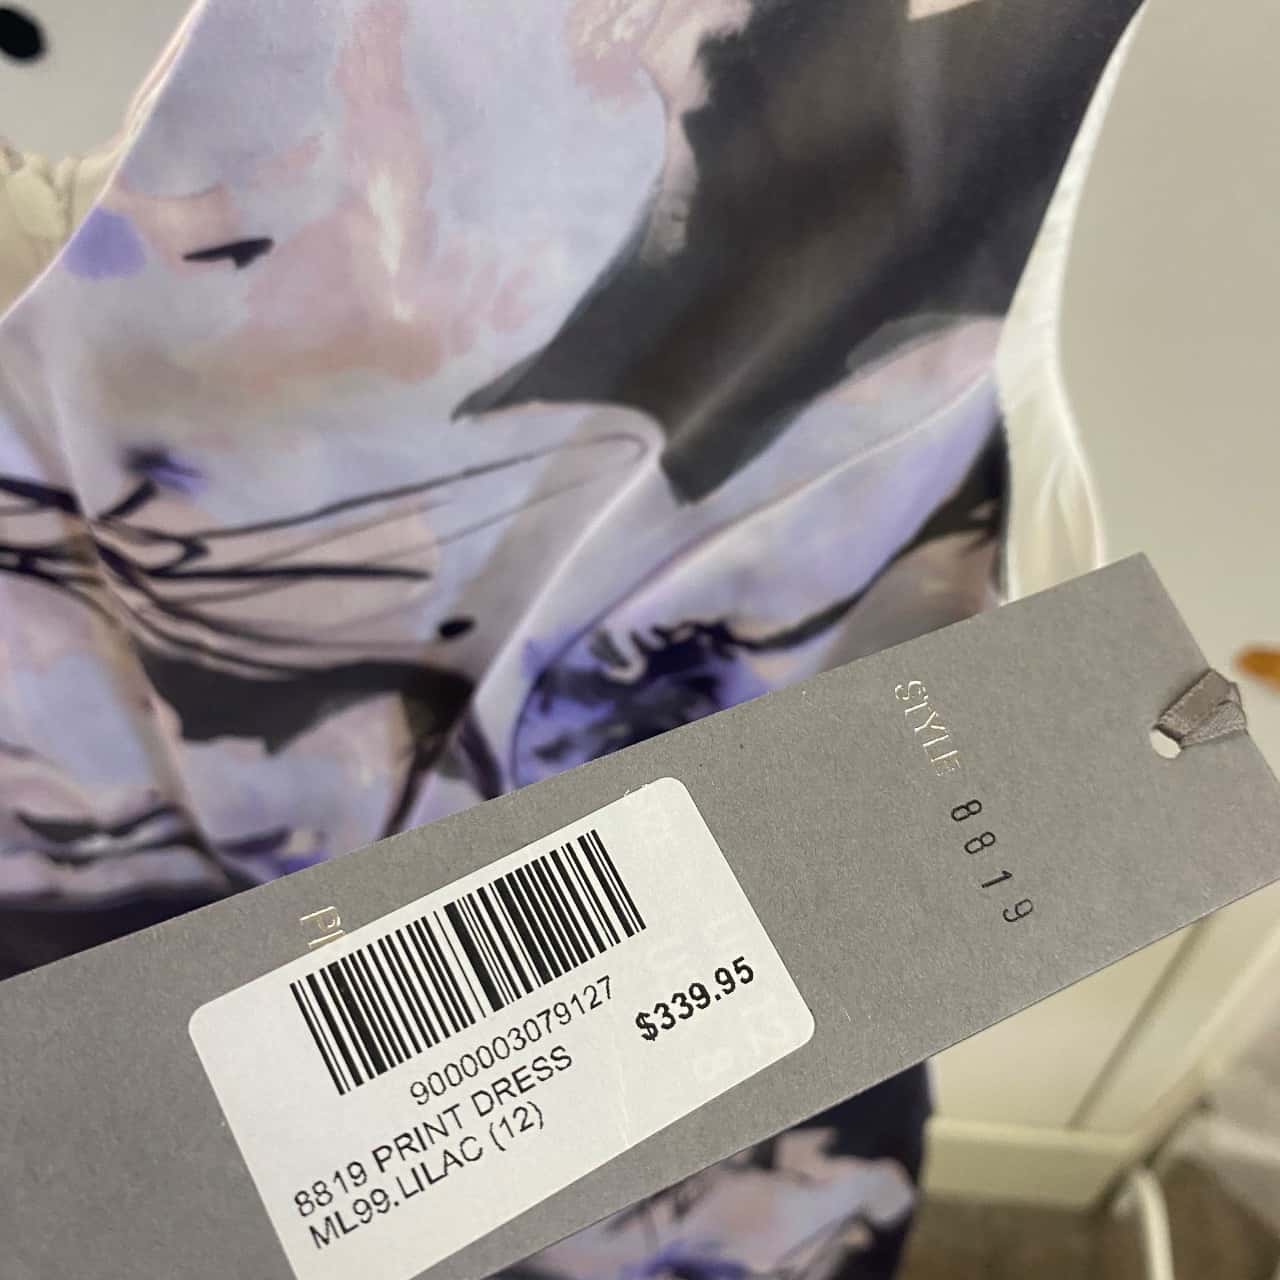 STYLE 8819
9000003079127
$339.95
8819 PRINT DRESS
ML99.LILAC (12)